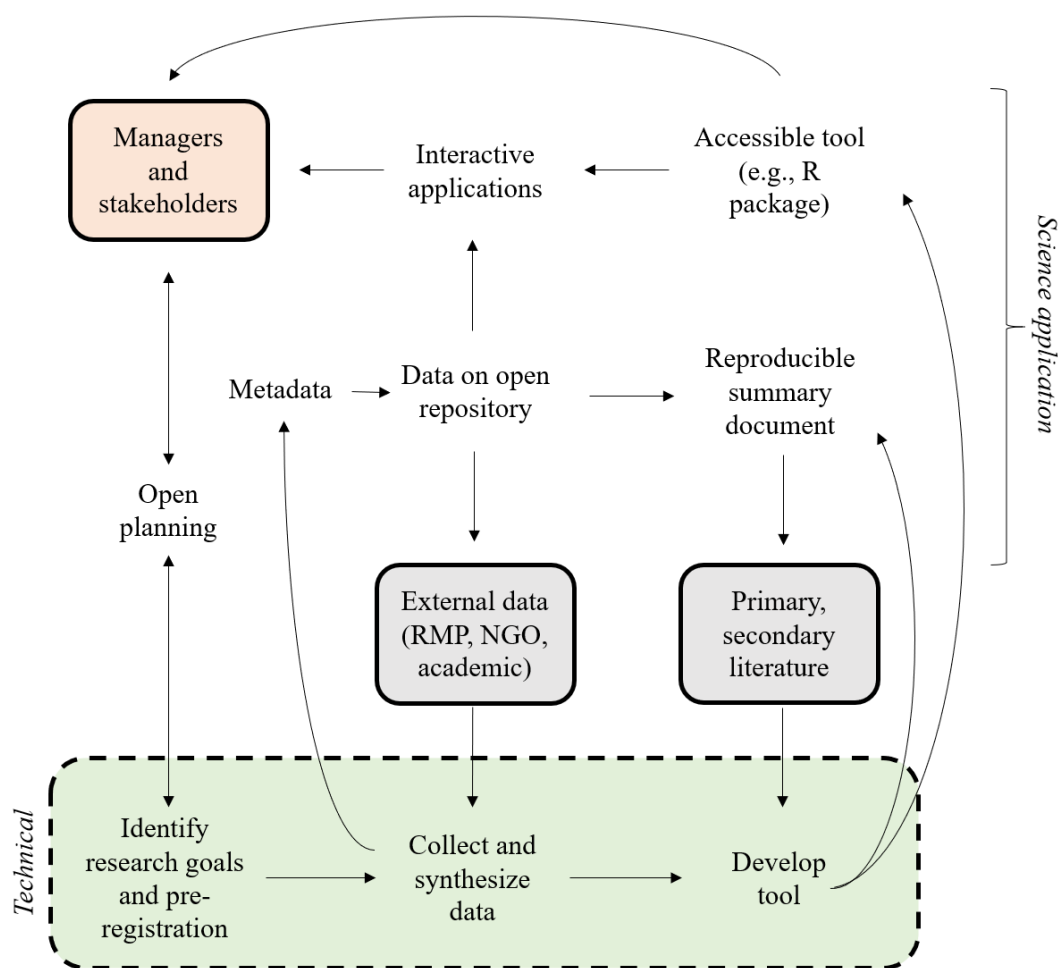 Managers
and
stakeholders
Interactive
applications
Accessible tool
(e.g., R
package)
Science application
Metadata
Data on open
repository
Reproducible
summary
document
Open
planning
External data
(RMP, NGO,
academic)
Primary,
secondary
literature
Technical
Identify
research goals
and pre-
registration
Collect and
synthesize
data
Develop
tool